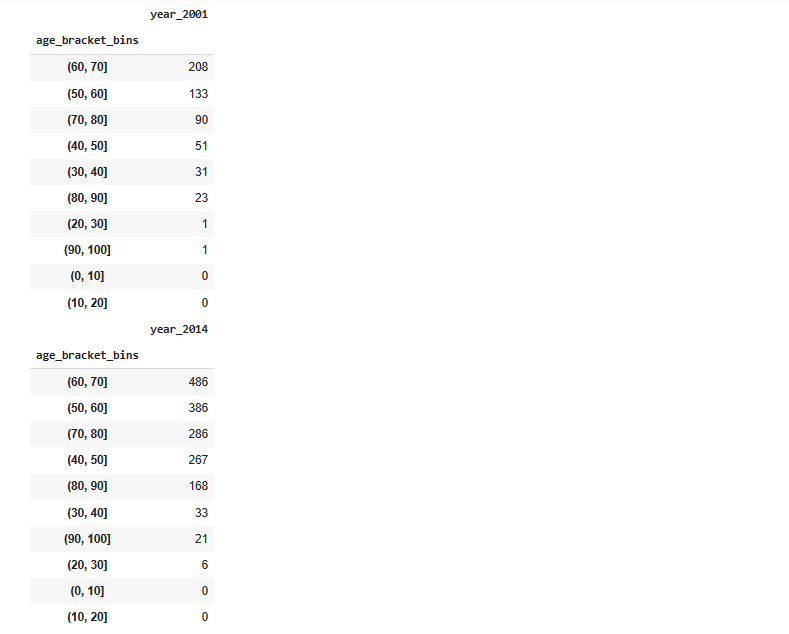 year_2001
age_bracket_bins
(60, 70] 208
(50, 60] 133
(70, 80] 90
(40, 50] 51
(30, 40] 31
(80, 90] 23
(20, 30] 1
(90, 100] 1
(0, 10] 0
(10, 20] 0
year_2014
age_bracket_bins
(60, 70] 486
(50, 60] 386
(70, 80] 286
(40, 50] 267
(80, 90] 168
(30, 40] 33
(90, 100] 21
(20, 30] 6
(0, 10] 0
(10, 20] 0